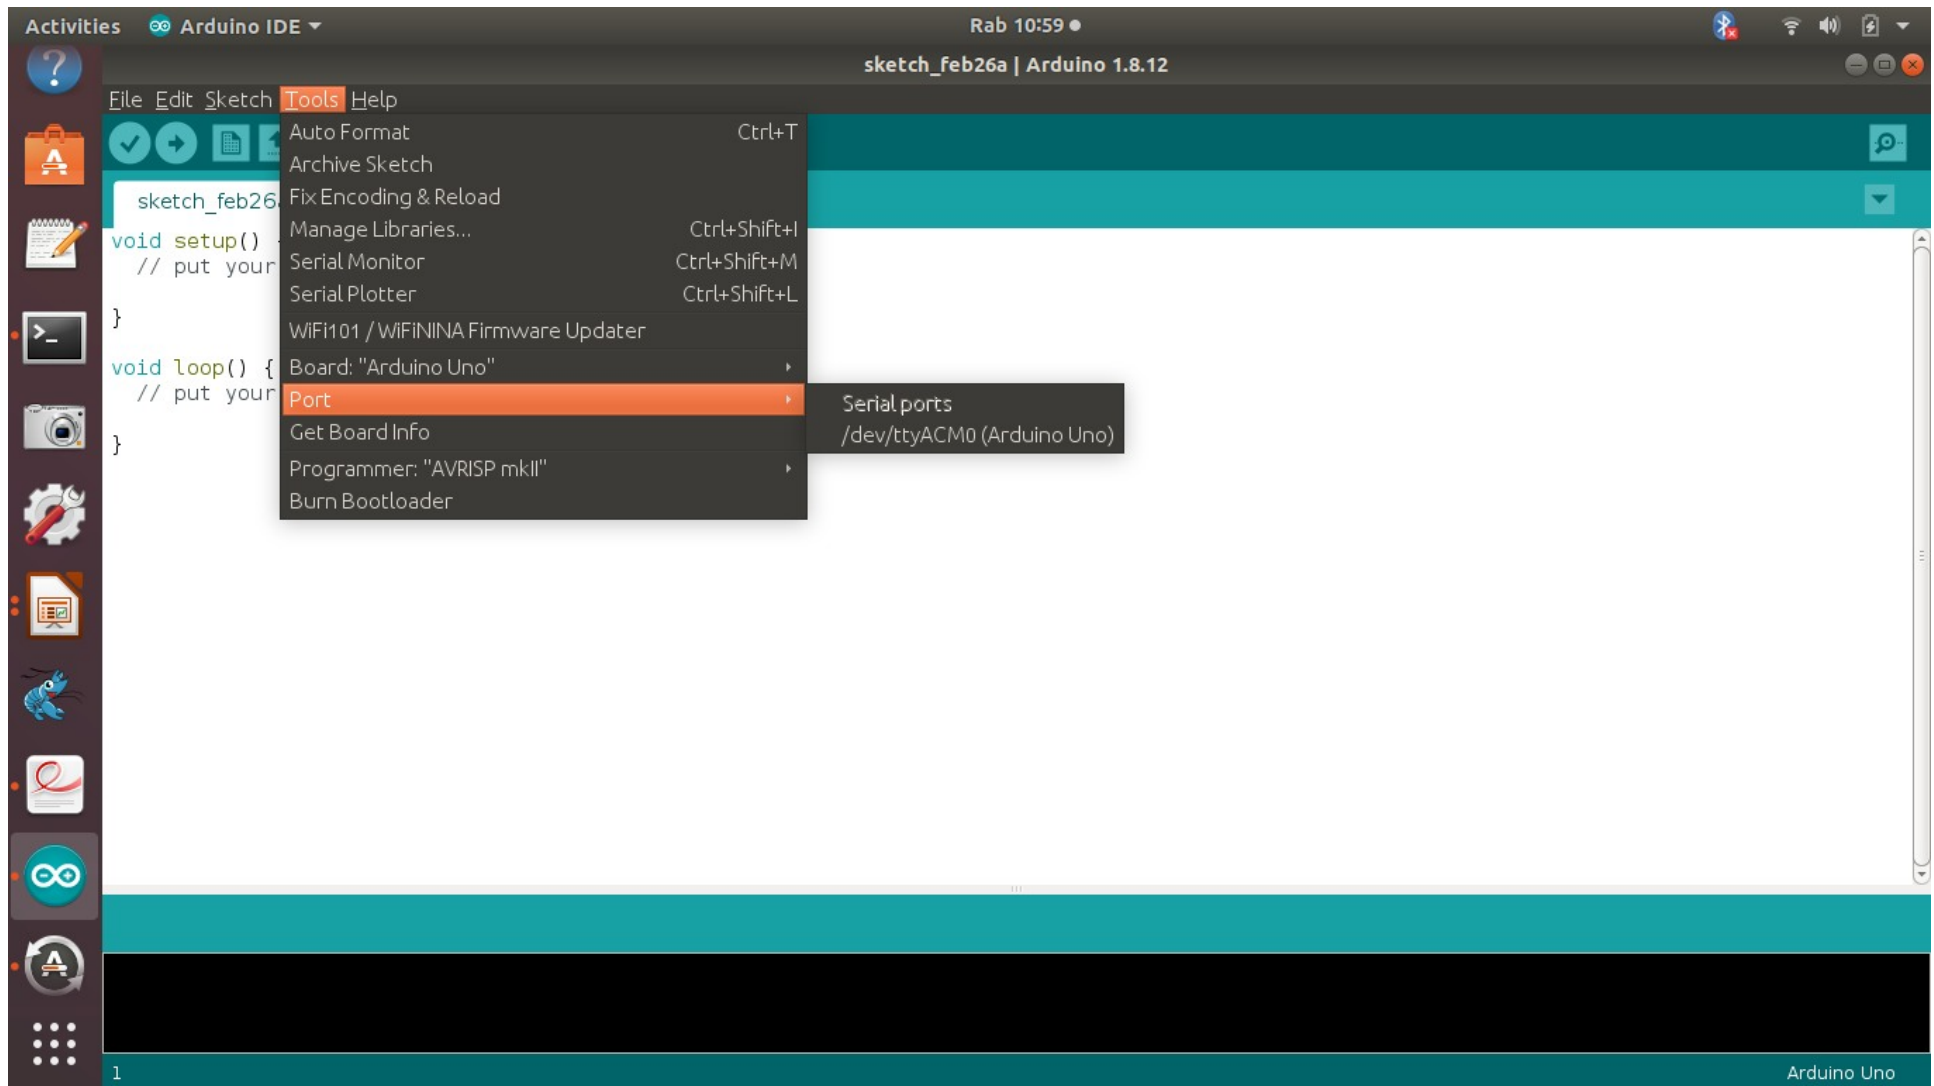 Activities Arduino IDE Rab 10:59
sketch_feb26a | Arduino 1.8.12
File Edit Sketch Tools Help
Auto Format Ctrl+T
Archive Sketch
sketch_feb26 Fix Encoding & Reload
void setup() Manage Libraries... Ctrl+Shift+I
// put your Serial Monitor Ctrl+Shift+M
Serial Plotter Ctrl+Shift+L
}
WiFi101 / WiFiNINA Firmware Updater
void loop() { Board: "Arduino Uno"
// put your Port
Serial ports
Get Board Info
/dev/ttyACM0 (Arduino Uno)
}
Programmer: "AVRISP mkII"
Burn Bootloader
1 Arduino Uno